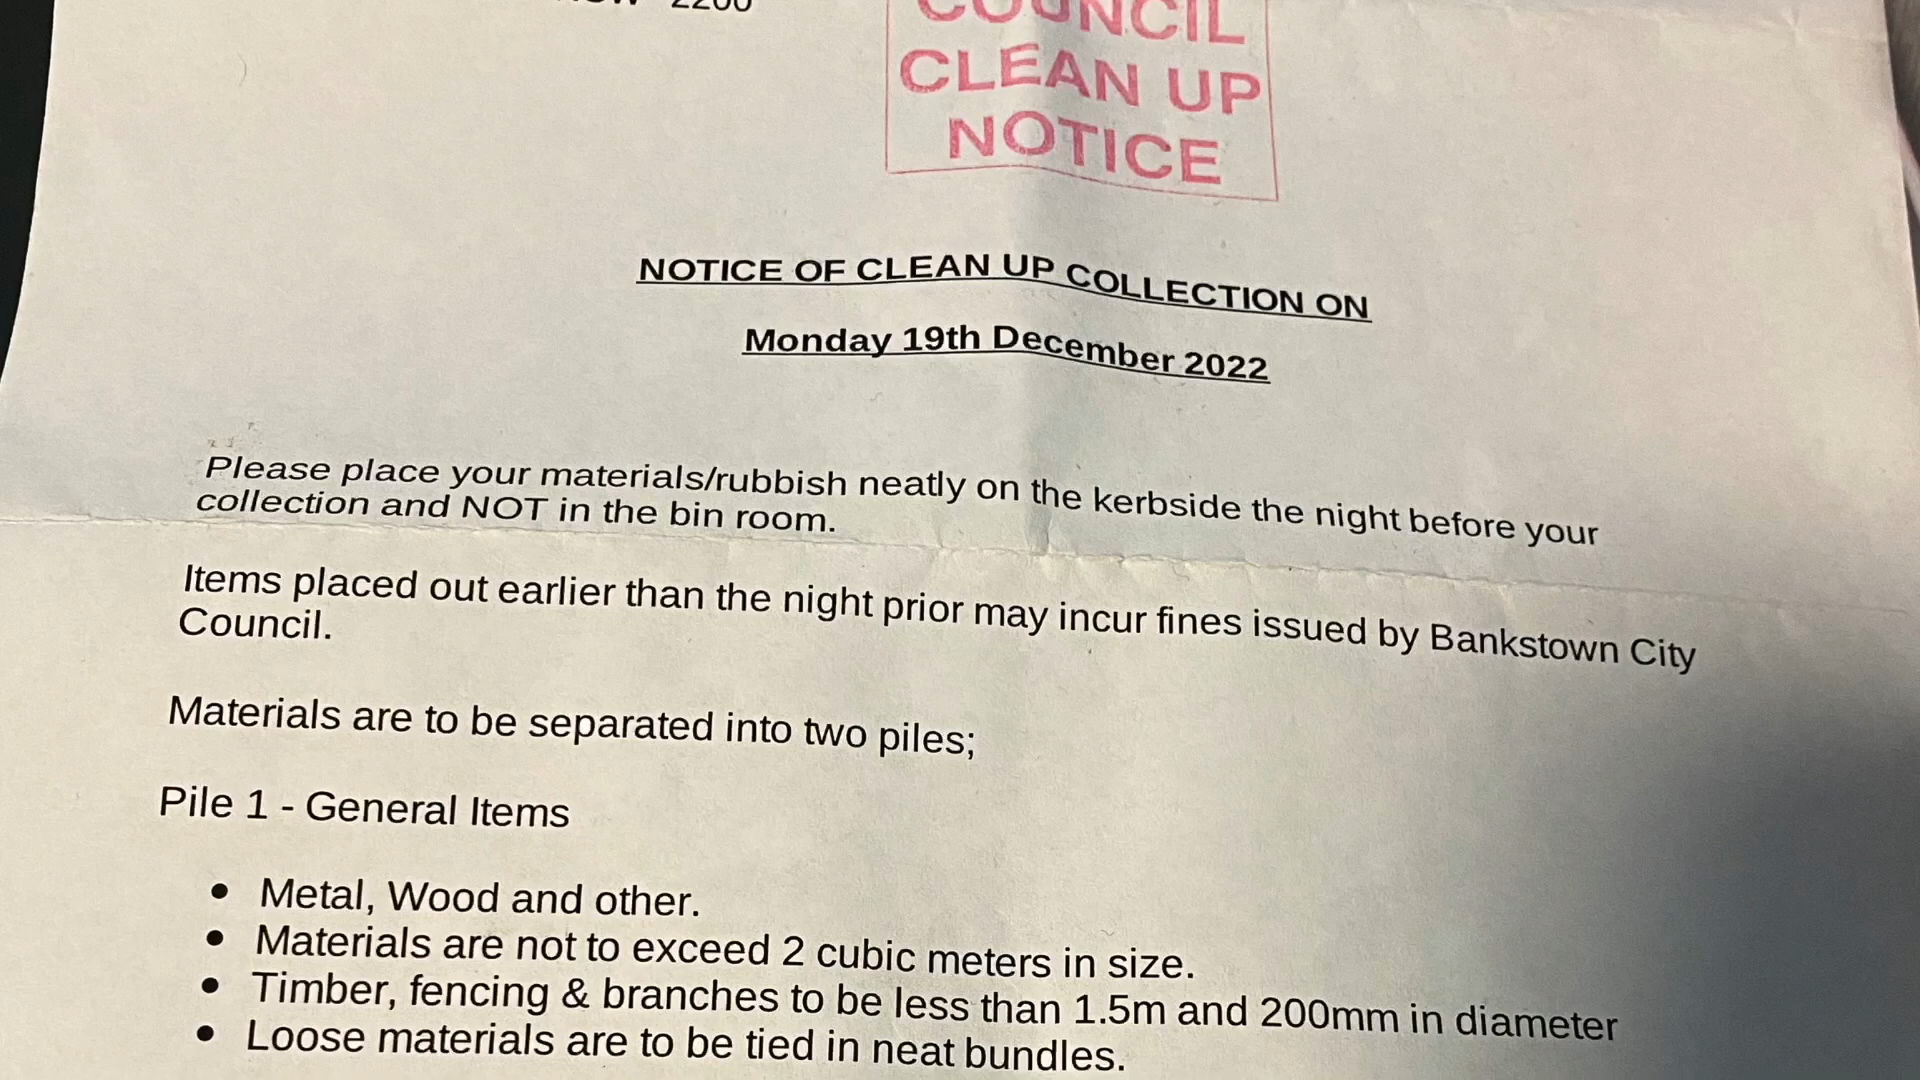 2200
COUNCIL
CLEAN UP
NOTICE
NOTICE OF CLEAN UP COLLECTION ON
Monday 19th December 2022
Please place your materials/rubbish neatly on the kerbside the night before your
collection and NOT in the bin room.
Items placed out earlier than the night prior may incur fines issued by Bankstown City
Council.
Materials are to be separated into two piles;
Pile 1 - General Items
• Metal, Wood and other.
• Materials are not to exceed 2 cubic meters in size.
• Timber, fencing & branches to be less than 1.5m and 200mm in diameter
• Loose materials are to be tied in neat bundles.